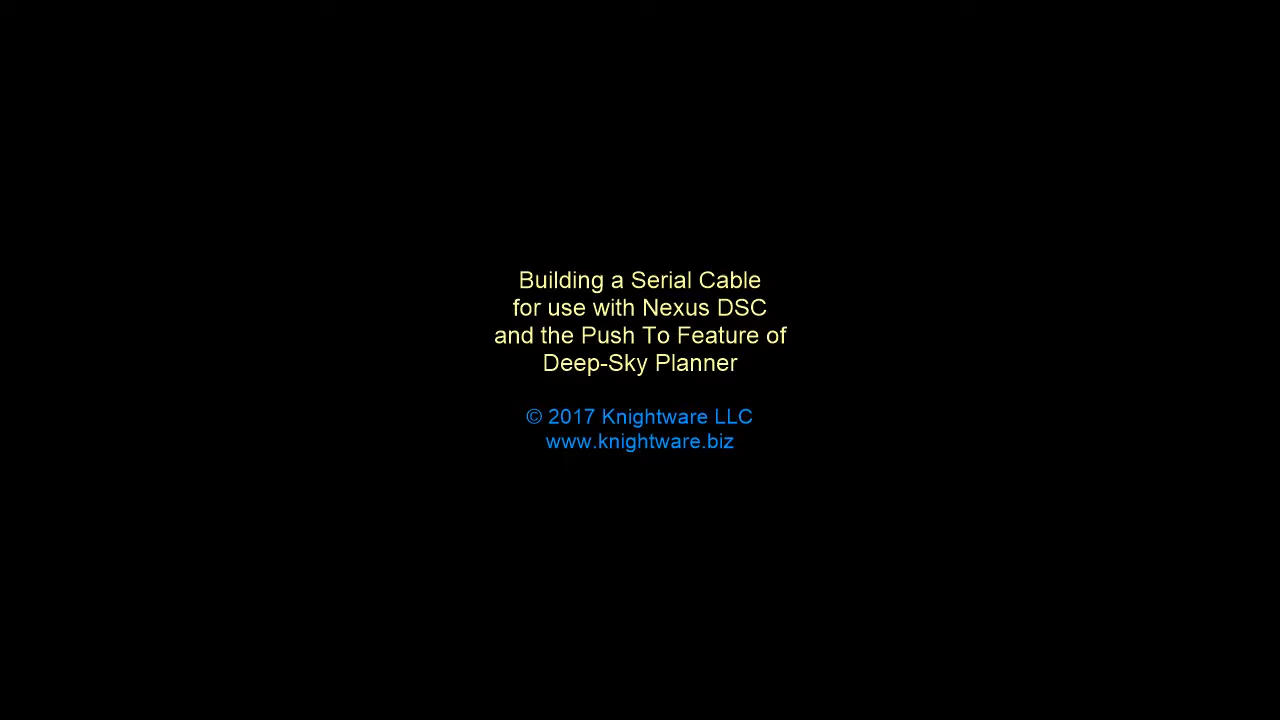 Building a Serial Cable
for use with Nexus DSC
and the Push To Feature of
Deep-Sky Planner
© 2017 Knightware LLC
www.knightware.biz